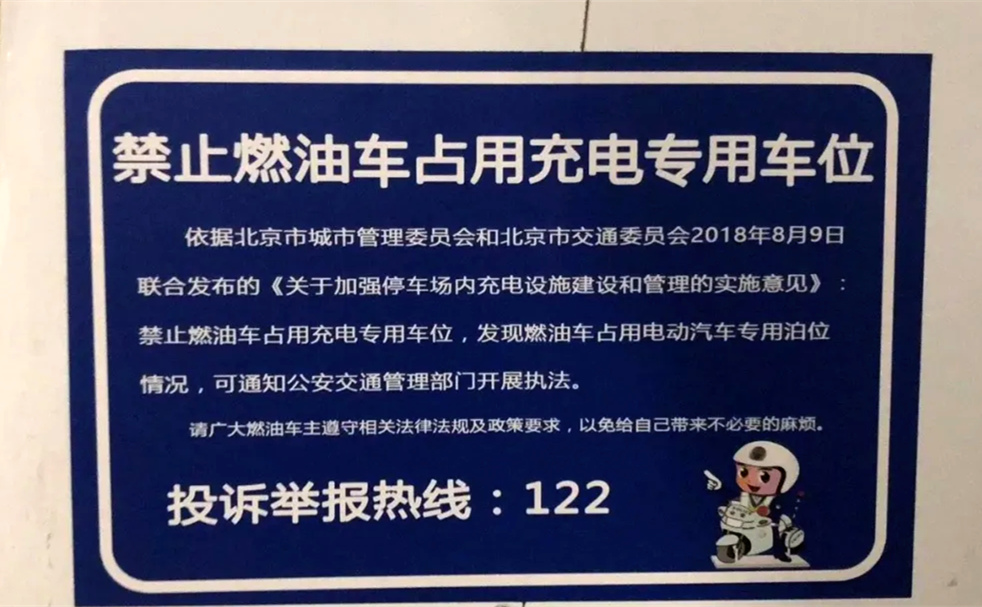 禁止燃油车占用充电专用车位
依据北京市城市管理委员会和北京市交通委员会2018年8月9日
联合发布的《关于加强停车场内充电设施建设和管理的实施意见》：
禁止燃油车占用充电专用车位，发现燃油车占用电动汽车专用泊位
情况，可通知公安交通管理部门开展执法。
请广大燃油车主遵守相关法律法规及政策要求，以免给自己带来不必要的麻烦。
投诉举报热线：122